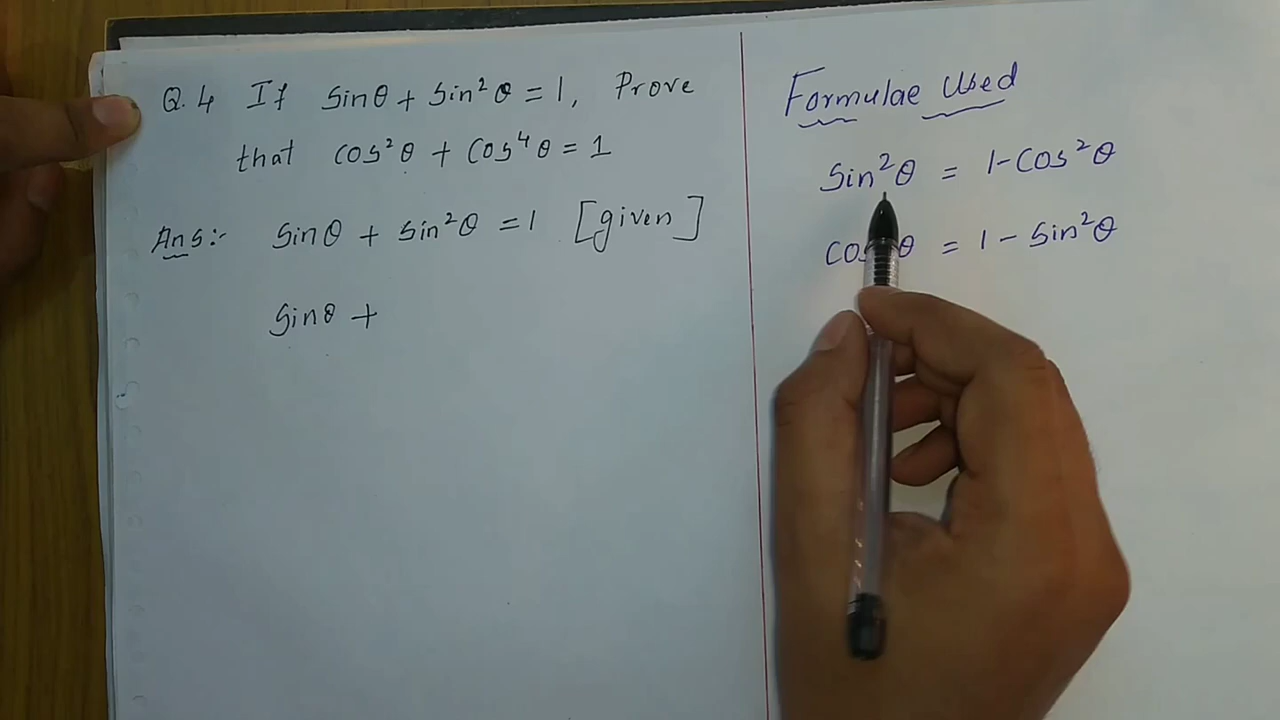 Q.4 If Sinθ + Sin²θ = 1, Prove
that cos²θ + Cos⁴θ = 1
Ans:- Sinθ + sin²θ = 1 [given]
Sinθ +
Formulae Used
Sin²θ = 1-Cos²θ
θ = 1 - Sin²θ